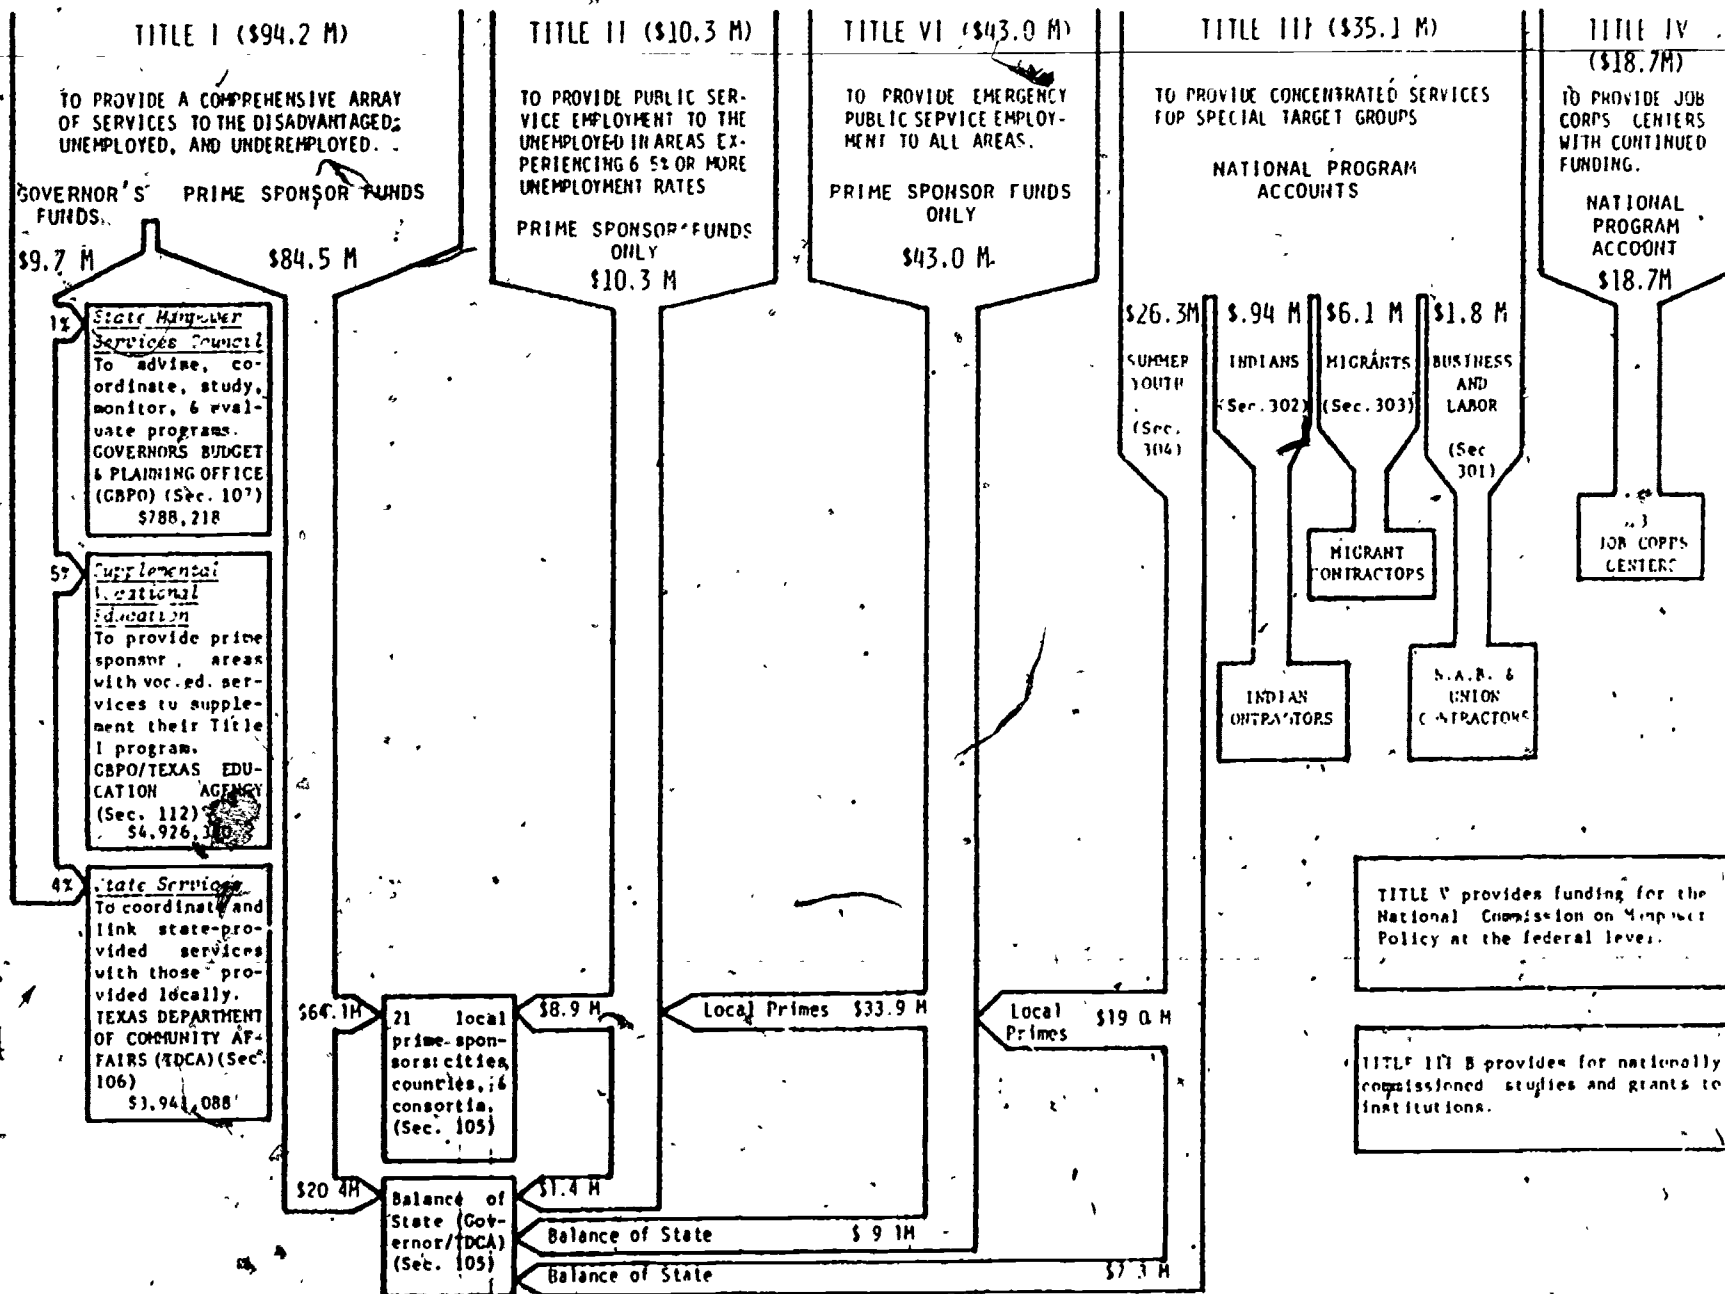 TITLE I ($94.2 M)
TO PROVIDE A COMPREHENSIVE ARRAY
OF SERVICES TO THE DISADVANTAGED,
UNEMPLOYED, AND UNDEREMPLOYED.
GOVERNOR'S
FUNDS
PRIME SPONSOR FUNDS
$9.7 M
$84.5 M
1%
State Manpower
Services Council
To advise, co-
ordinate, study,
monitor, & eval-
uate programs.
GOVERNORS BUDGET
& PLANNING OFFICE
(GBPO) (Sec. 107)
$788,218
5%
Supplemental
Vocational
Education
To provide prime
sponsor, areas
with voc.ed. ser-
vices to supple-
ment their Title
I program.
GBPO/TEXAS EDU-
CATION AGENCY
(Sec. 112)
$4,926,
4%
State Services
To coordinate and
link state-pro-
vided services
with those pro-
vided locally.
TEXAS DEPARTMENT
OF COMMUNITY AF-
FAIRS (TDCA)(Sec.
106)
$3,941,088
TITLE II ($10.3 M)
TO PROVIDE PUBLIC SER-
VICE EMPLOYMENT TO THE
UNEMPLOYED IN AREAS EX-
PERIENCING 6 5% OR MORE
UNEMPLOYMENT RATES
PRIME SPONSOR FUNDS
ONLY
$10.3 M
TITLE VI ($43.0 M)
TO PROVIDE EMERGENCY
PUBLIC SERVICE EMPLOY-
MENT TO ALL AREAS.
PRIME SPONSOR FUNDS
ONLY
$43.0 M
TITLE III ($35.1 M)
TO PROVIDE CONCENTRATED SERVICES
FOR SPECIAL TARGET GROUPS
NATIONAL PROGRAM
ACCOUNTS
$26.3M
SUMMER
YOUTH
(Sec.
304)
$.94 M
INDIANS
(Sec.302)
$6.1 M
MIGRANTS
(Sec.303)
$1.8 M
BUSINESS
AND
LABOR
(Sec
301)
MIGRANT
CONTRACTORS
INDIAN
ONTRACTORS
N.A.B. &
UNION
CONTRACTORS
TITLE IV
($18.7M)
TO PROVIDE JOB
CORPS CENTERS
WITH CONTINUED
FUNDING.
NATIONAL
PROGRAM
ACCOUNT
$18.7M
3
JOB CORPS
CENTERS
TITLE V provides funding for the
National Commission on Manpower
Policy at the federal level.
TITLE III B provides for nationally
commissioned studies and grants to
institutions.
$64.1M
21 local
prime-spon-
sors:cities,
counties, &
consortia.
(Sec. 105)
$8.9 M
Local Primes $33.9 M
Local
Primes
$19 0 M
$20 4M
Balance of
State (Gov-
ernor/TDCA)
(Sec. 105)
$1.4 M
Balance of State $ 9 1M
Balance of State $7 3 M